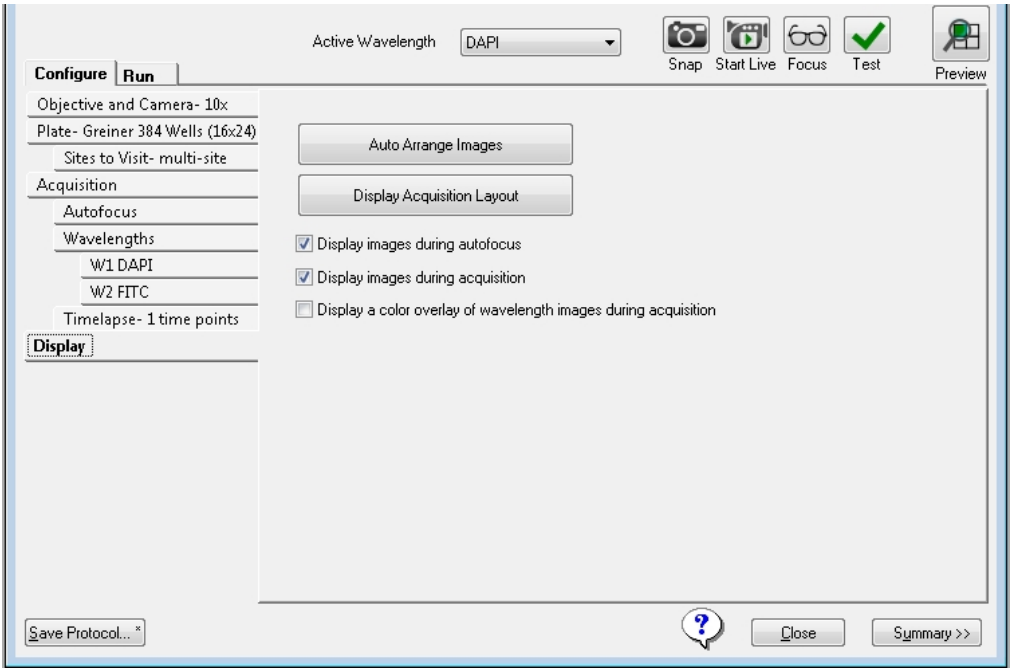 Active Wavelength DAPI
Snap Start Live Focus Test Preview
Configure Run
Objective and Camera- 10x
Plate- Greiner 384 Wells (16x24)
Sites to Visit- multi-site
Acquisition
Autofocus
Wavelengths
W1 DAPI
W2 FITC
Timelapse- 1 time points
Display
Auto Arrange Images
Display Acquisition Layout
Display images during autofocus
Display images during acquisition
Display a color overlay of wavelength images during acquisition
Save Protocol... * ? Close Summary >>